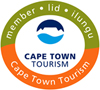 member • lid • ilungu
CAPE TOWN
TOURISM
Cape Town Tourism